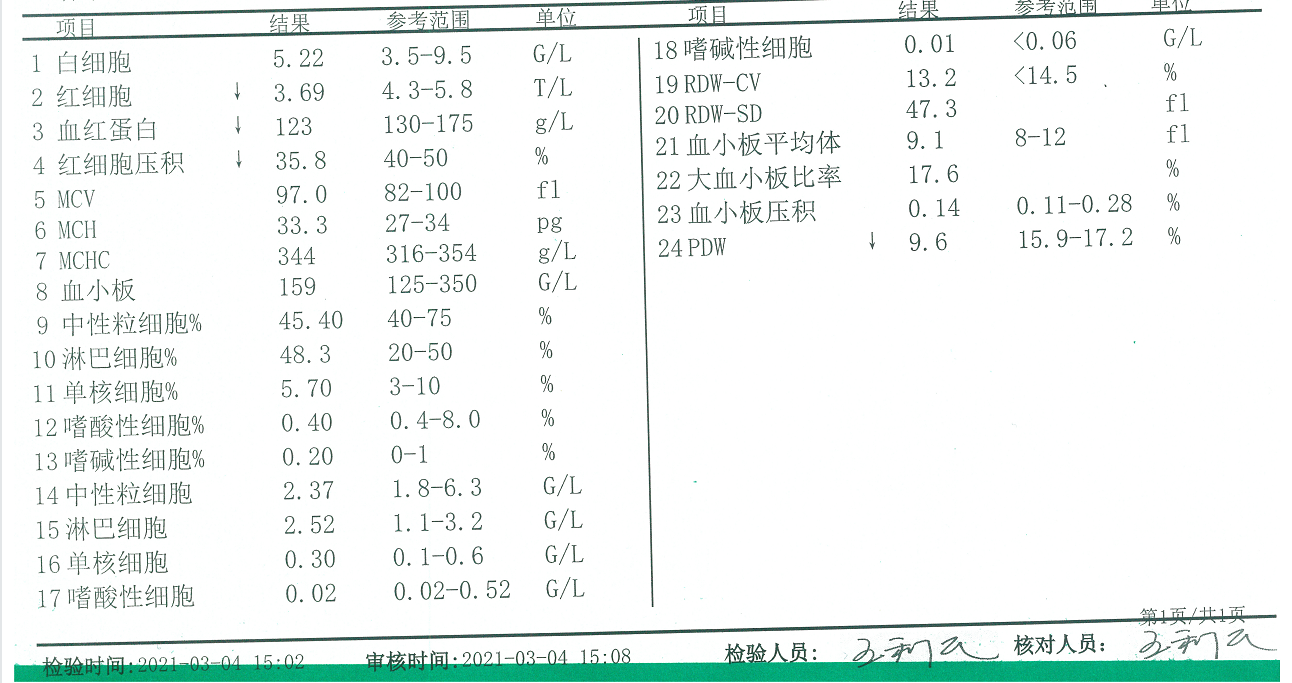 项目 结果 参考范围 单位
1 白细胞 5.22 3.5-9.5 G/L
2 红细胞 ↓ 3.69 4.3-5.8 T/L
3 血红蛋白 ↓ 123 130-175 g/L
4 红细胞压积 ↓ 35.8 40-50 %
5 MCV 97.0 82-100 fl
6 MCH 33.3 27-34 pg
7 MCHC 344 316-354 g/L
8 血小板 159 125-350 G/L
9 中性粒细胞% 45.40 40-75 %
10 淋巴细胞% 48.3 20-50 %
11 单核细胞% 5.70 3-10 %
12 嗜酸性细胞% 0.40 0.4-8.0 %
13 嗜碱性细胞% 0.20 0-1 %
14 中性粒细胞 2.37 1.8-6.3 G/L
15 淋巴细胞 2.52 1.1-3.2 G/L
16 单核细胞 0.30 0.1-0.6 G/L
17 嗜酸性细胞 0.02 0.02-0.52 G/L
项目 结果 参考范围 单位
18 嗜碱性细胞 0.01 <0.06 G/L
19 RDW-CV 13.2 <14.5 %
20 RDW-SD 47.3 fl
21 血小板平均体 9.1 8-12 fl
22 大血小板比率 17.6 %
23 血小板压积 0.14 0.11-0.28 %
24 PDW ↓ 9.6 15.9-17.2 %
第1页/共1页
检验时间:2021-03-04 15:02 审核时间:2021-03-04 15:08 检验人员: 核对人员: